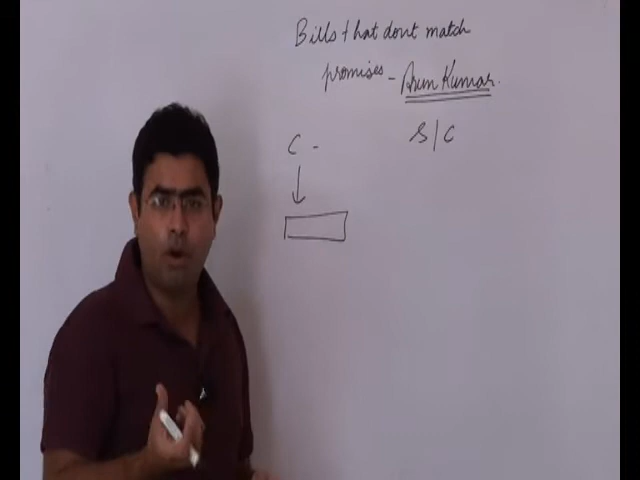 Bills that dont match
promises - Arun Kumar.
C -
S/C